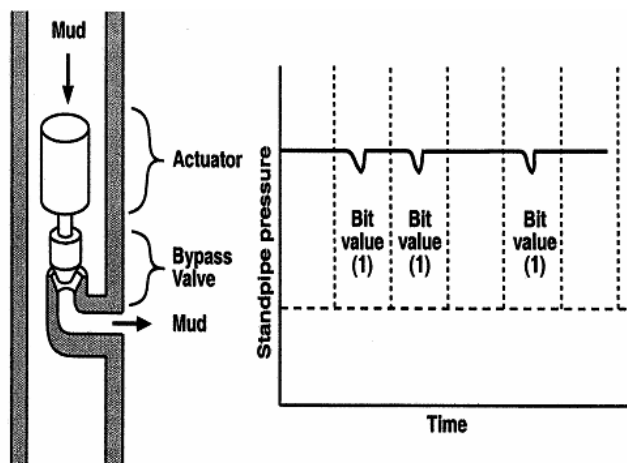 Mud
Actuator
Bypass
Valve
Mud
Standpipe pressure
Bit
value
(1)
Bit
value
(1)
Bit
value
(1)
Time